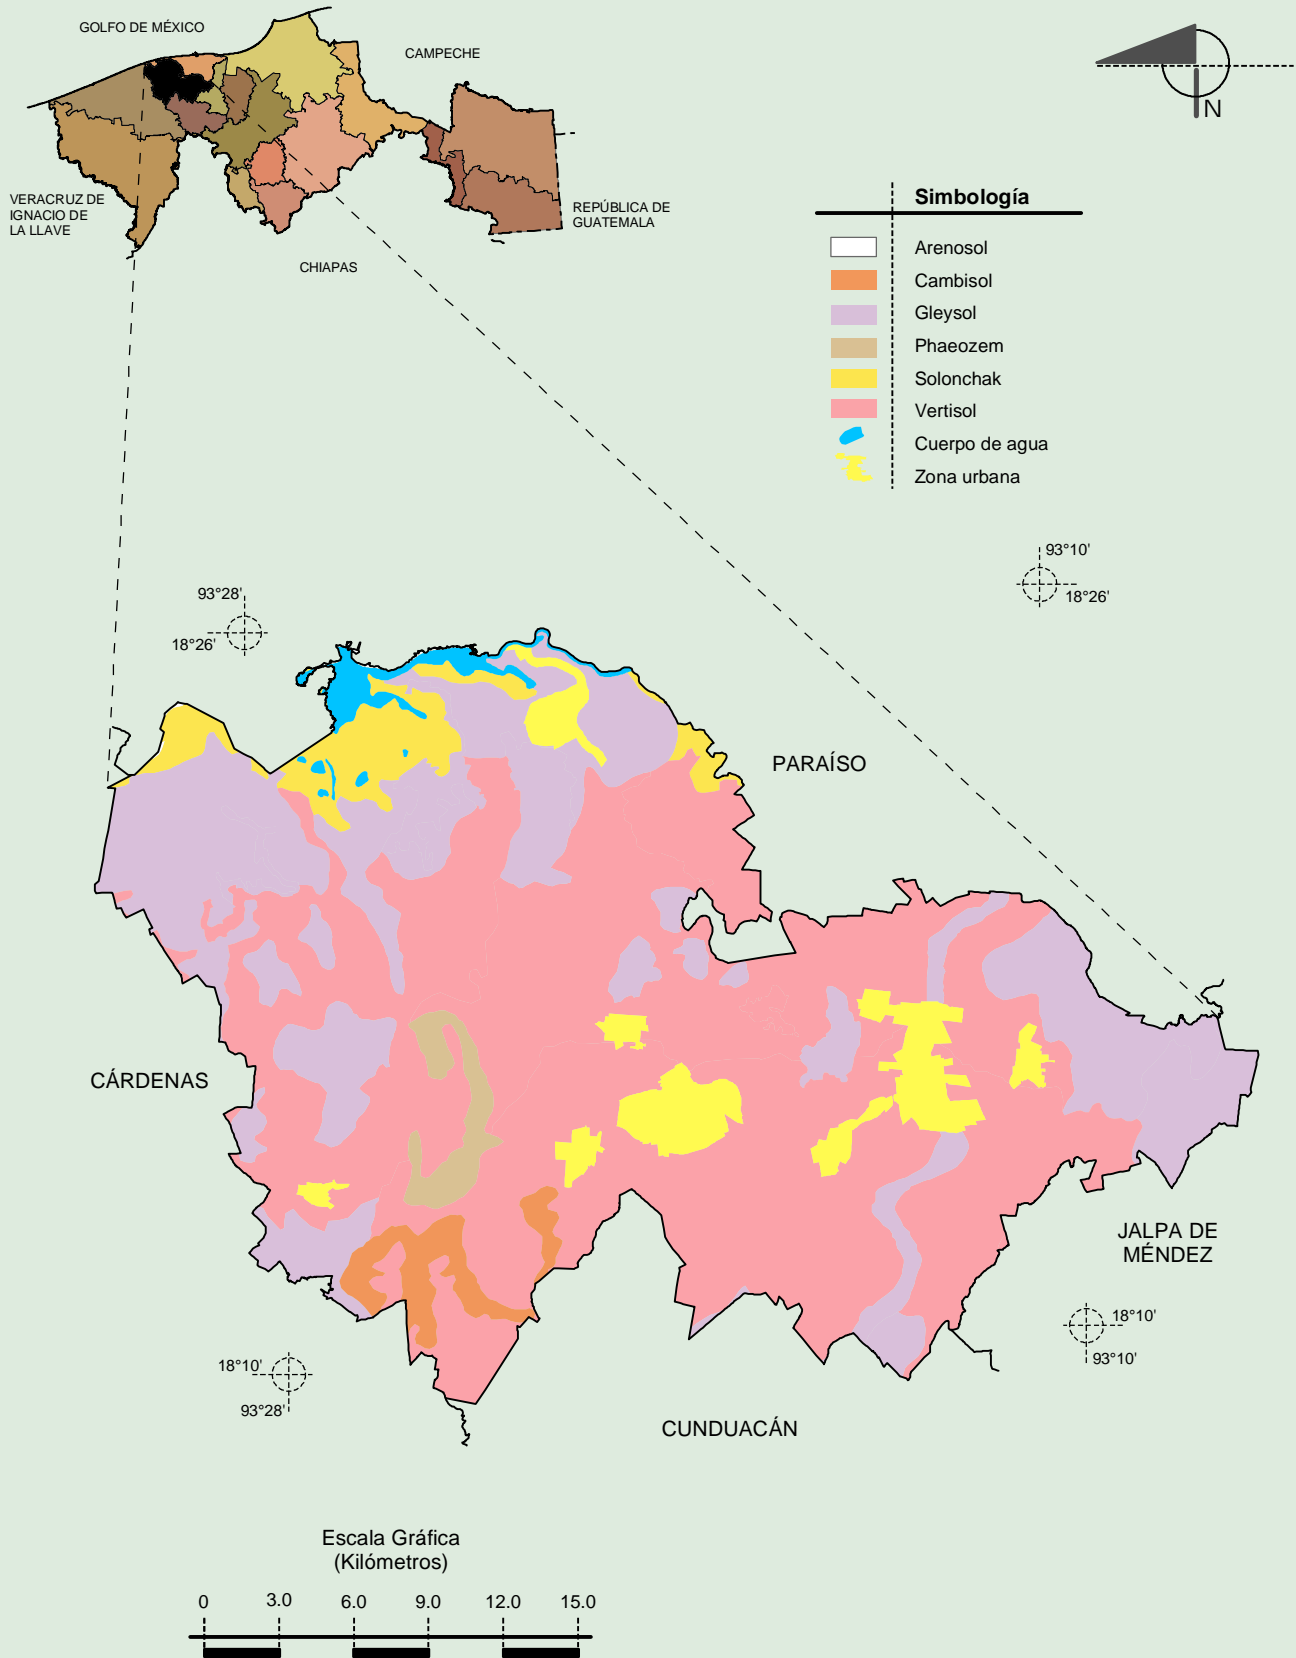 GOLFO DE MÉXICO
CAMPECHE
VERACRUZ DE
IGNACIO DE
LA LLAVE
REPÚBLICA DE
GUATEMALA
CHIAPAS
N
Simbología
Arenosol
Cambisol
Gleysol
Phaeozem
Solonchak
Vertisol
Cuerpo de agua
Zona urbana
93°10'
18°26'
93°28'
18°26'
PARAÍSO
CÁRDENAS
JALPA DE
MÉNDEZ
18°10'
93°10'
18°10'
93°28'
CUNDUACÁN
Escala Gráfica
(Kilómetros)
0 3.0 6.0 9.0 12.0 15.0